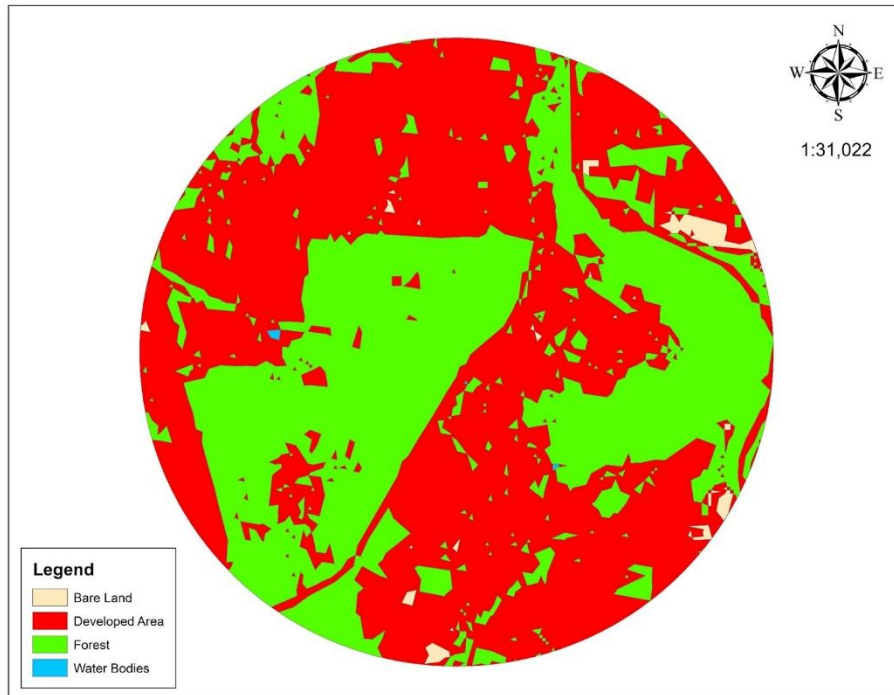 N
W E
S
1:31,022
Legend
Bare Land
Developed Area
Forest
Water Bodies